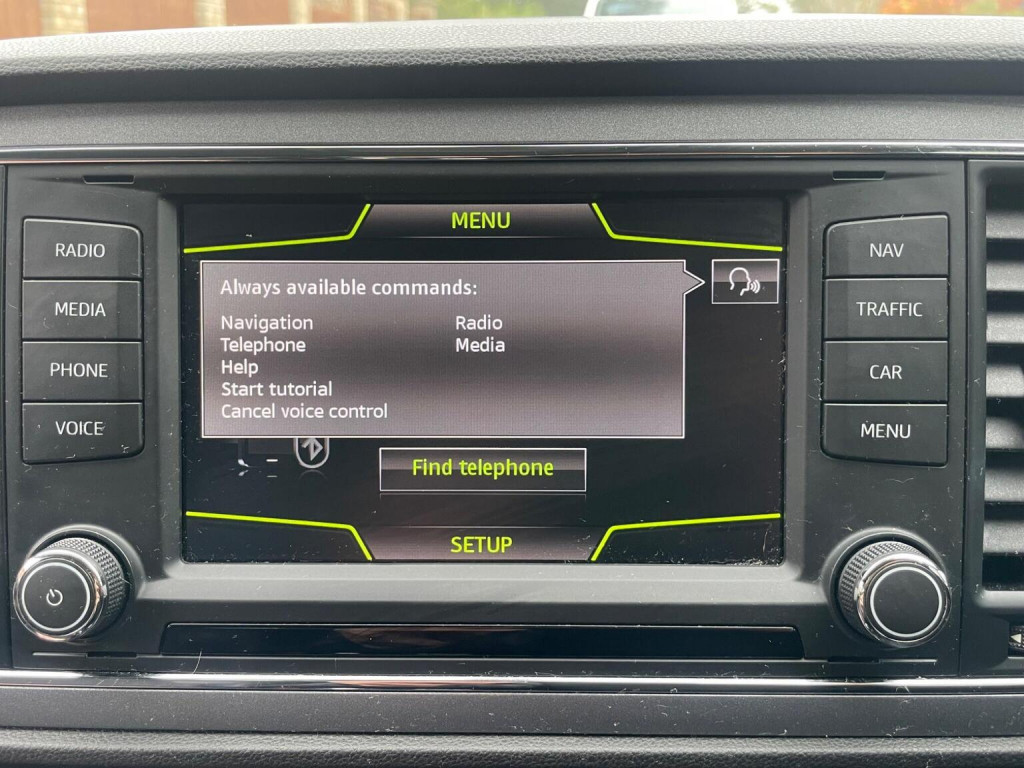 MENU
RADIO
MEDIA
PHONE
VOICE
Always available commands:
Navigation Radio
Telephone Media
Help
Start tutorial
Cancel voice control
Find telephone
SETUP
NAV
TRAFFIC
CAR
MENU